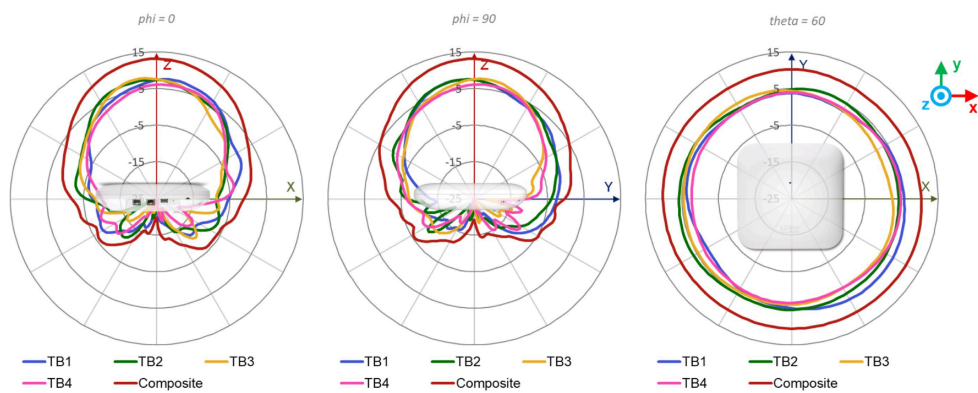 phi = 0
phi = 90
theta = 60
15
Z
5
-5
-15
-25
X
15
Z
5
-5
-15
-25
Y
15
Y
5
-5
-15
-25
X
y
z
x
TB1 TB2 TB3
TB4 Composite
TB1 TB2 TB3
TB4 Composite
TB1 TB2 TB3
TB4 Composite